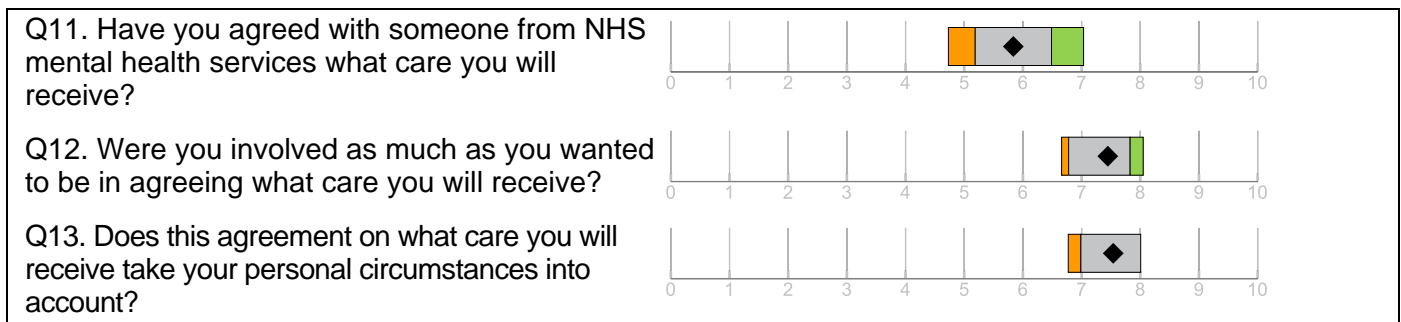 Q11. Have you agreed with someone from NHS
mental health services what care you will
receive?
0 1 2 3 4 5 6 7 8 9 10
Q12. Were you involved as much as you wanted
to be in agreeing what care you will receive?
0 1 2 3 4 5 6 7 8 9 10
Q13. Does this agreement on what care you will
receive take your personal circumstances into
account?
0 1 2 3 4 5 6 7 8 9 10